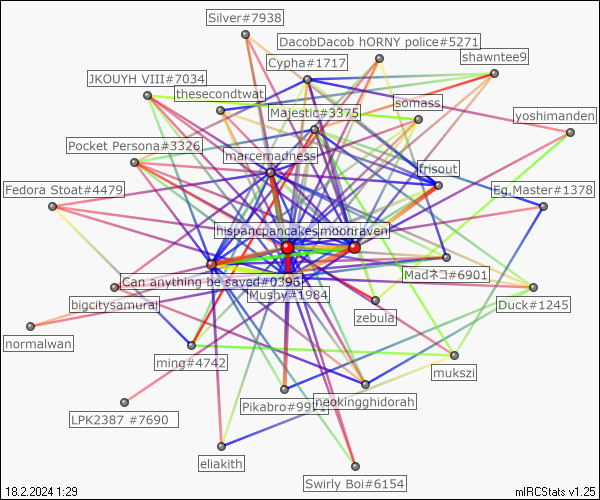 Silver#7938
DacobDacob hORNY police#5271
Cypha#1717
shawntee9
JKOUYH VIII#7034
thesecondtwat
somass
Majestic#3375
yoshimanden
Pocket Persona#3326
marcemadness
frisout
Fedora Stoat#4479
Eg.Master#1378
hispancpancakes
moonraven
Madネコ#6901
Can anything be saved#0396
Mushy#1984
bigcitysamurai
Duck#1245
zebula
normalwan
ming#4742
mukszi
LPK2387 #7690
Pikabro#9971
neokingghidorah
eliakith
Swirly Boi#6154
18.2.2024 1:29
mIRCStats v1.25